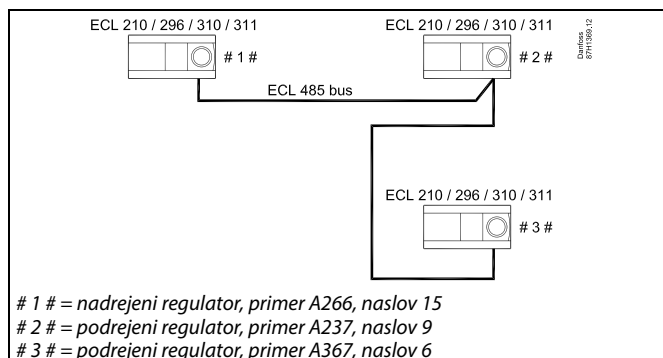 ECL 210 / 296 / 310 / 311
# 1 #
ECL 210 / 296 / 310 / 311
# 2 #
Danfoss
87H1369.12
ECL 485 bus
ECL 210 / 296 / 310 / 311
# 3 #
# 1 # = nadrejeni regulator, primer A266, naslov 15
# 2 # = podrejeni regulator, primer A237, naslov 9
# 3 # = podrejeni regulator, primer A367, naslov 6